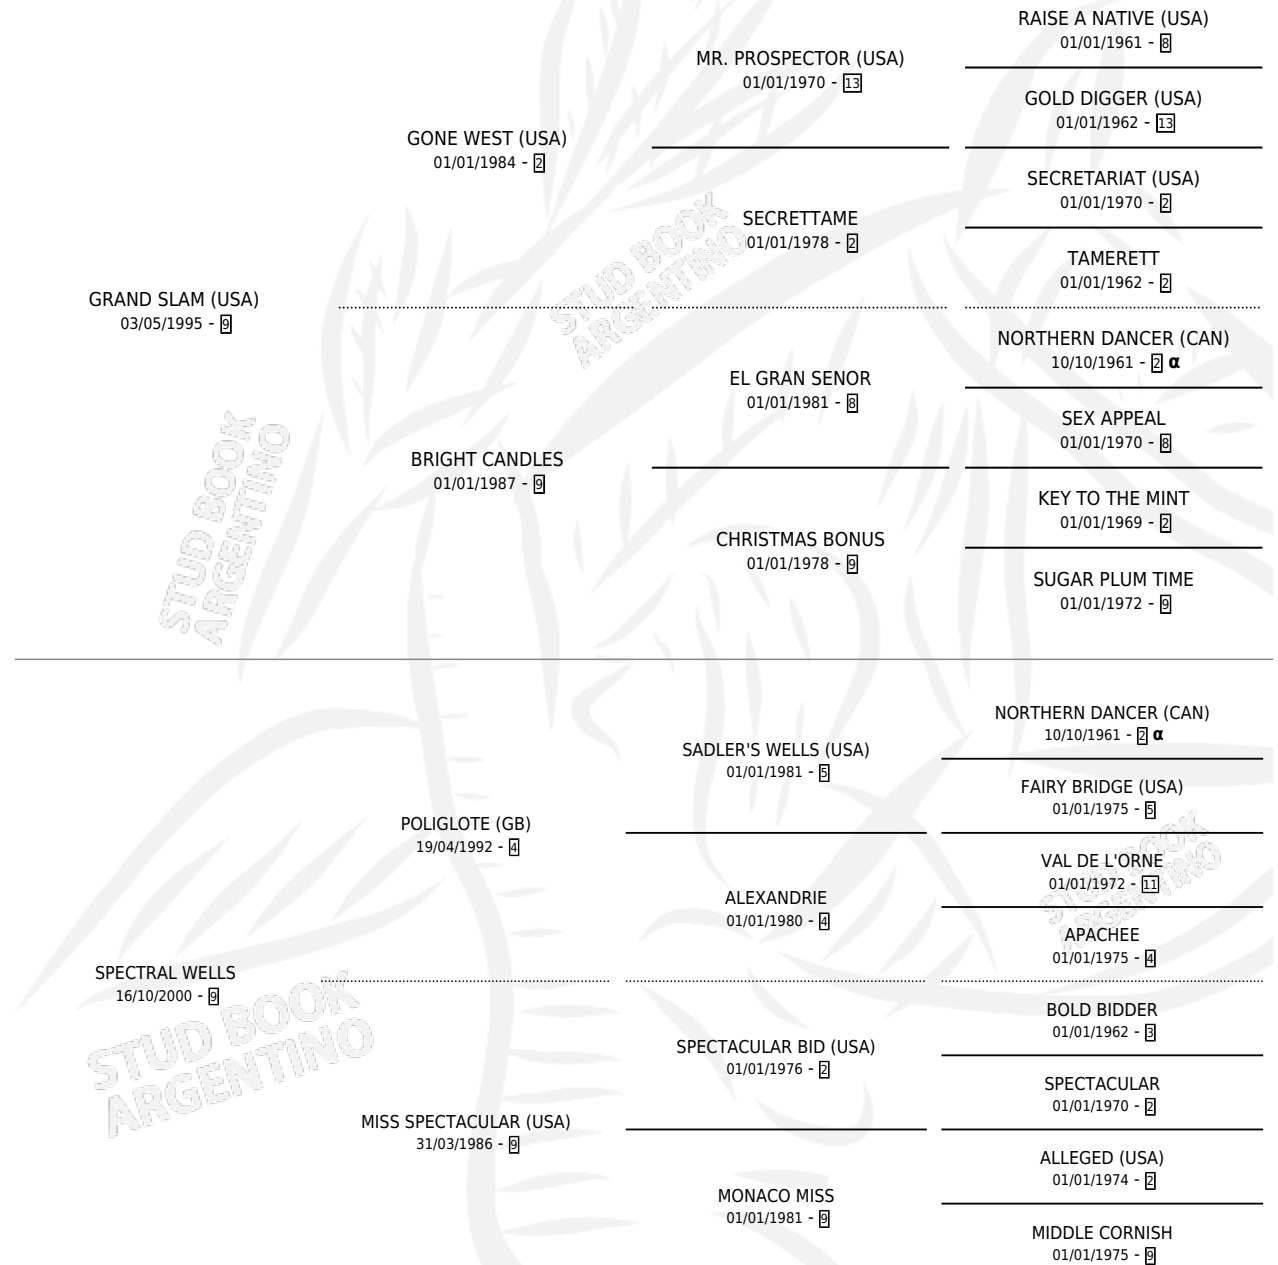 RAISE A NATIVE (USA)
01/01/1961 - 8
MR. PROSPECTOR (USA)
01/01/1970 - 13
GOLD DIGGER (USA)
01/01/1962 - 13
GONE WEST (USA)
01/01/1984 - 2
SECRETARIAT (USA)
01/01/1970 - 2
SECRETTAME
01/01/1978 - 2
TAMERETT
01/01/1962 - 2
GRAND SLAM (USA)
03/05/1995 - 9
NORTHERN DANCER (CAN)
10/10/1961 - 2 α
EL GRAN SENOR
01/01/1981 - 8
SEX APPEAL
01/01/1970 - 8
BRIGHT CANDLES
01/01/1987 - 9
KEY TO THE MINT
01/01/1969 - 2
CHRISTMAS BONUS
01/01/1978 - 9
SUGAR PLUM TIME
01/01/1972 - 9
NORTHERN DANCER (CAN)
10/10/1961 - 2 α
SADLER'S WELLS (USA)
01/01/1981 - 5
FAIRY BRIDGE (USA)
01/01/1975 - 5
POLIGLOTE (GB)
19/04/1992 - 4
VAL DE L'ORNE
01/01/1972 - 11
ALEXANDRIE
01/01/1980 - 4
APACHEE
01/01/1975 - 4
SPECTRAL WELLS
16/10/2000 - 9
BOLD BIDDER
01/01/1962 - 3
SPECTACULAR BID (USA)
01/01/1976 - 2
SPECTACULAR
01/01/1970 - 2
MISS SPECTACULAR (USA)
31/03/1986 - 9
ALLEGED (USA)
01/01/1974 - 2
MONACO MISS
01/01/1981 - 9
MIDDLE CORNISH
01/01/1975 - 9
STUD BOOK
ARGENTINO
STUD BOOK
ARGENTINO
STUD BOOK
ARGENTINO
STUD BOOK
ARGENTINO